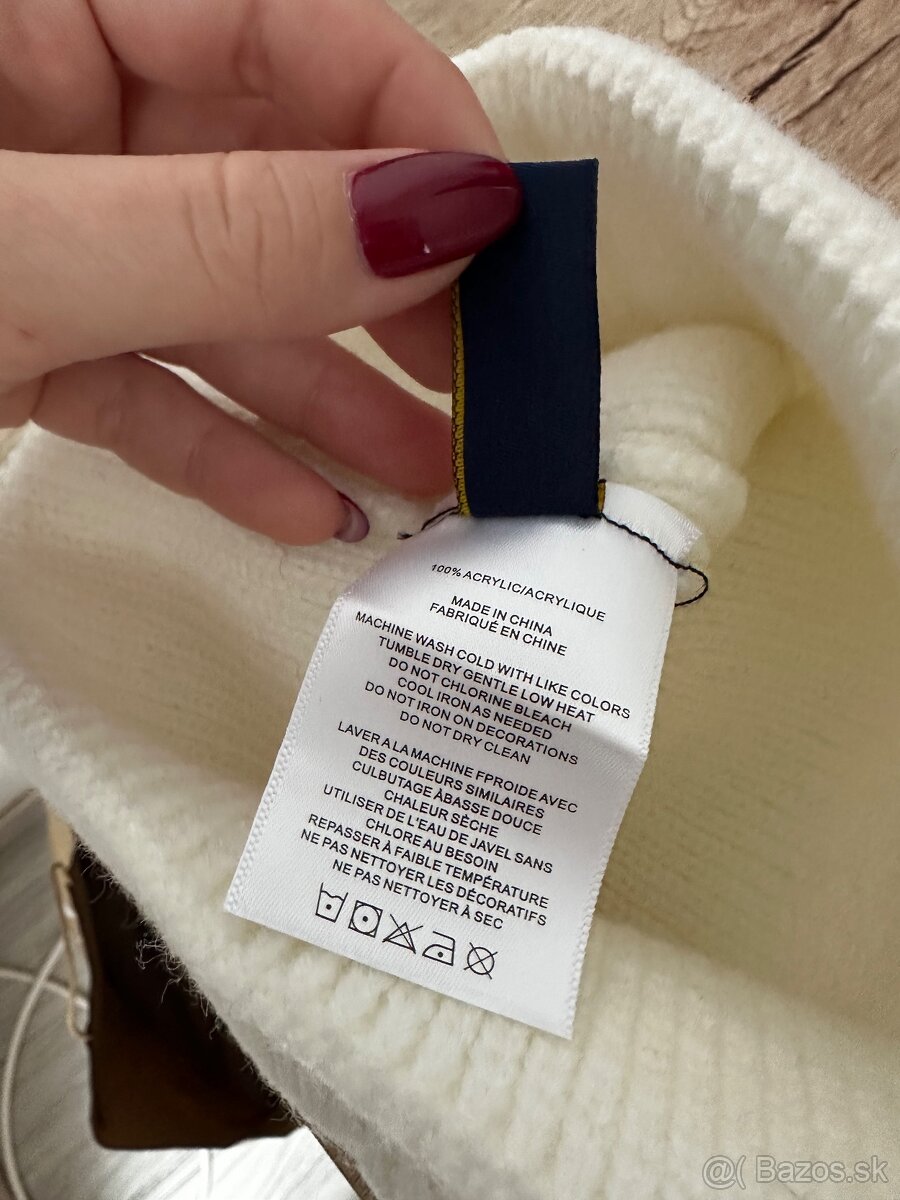 100% ACRYLIC/ACRYLIQUE
MADE IN CHINA
FABRIQUÉ EN CHINE
MACHINE WASH COLD WITH LIKE COLORS
TUMBLE DRY GENTLE LOW HEAT
DO NOT CHLORINE BLEACH
COOL IRON AS NEEDED
DO NOT IRON ON DECORATIONS
DO NOT DRY CLEAN
LAVER A LA MACHINE FPROIDE AVEC
DES COULEURS SIMILAIRES
CULBUTAGE ÀBASSE DOUCE
CHALEUR SÈCHE
UTILISER DE L'EAU DE JAVEL SANS
CHLORE AU BESOIN
REPASSER À FAIBLE TEMPÉRATURE
NE PAS NETTOYER LES DÉCORATIFS
NE PAS NETTOYER À SEC
@( Bazos.sk